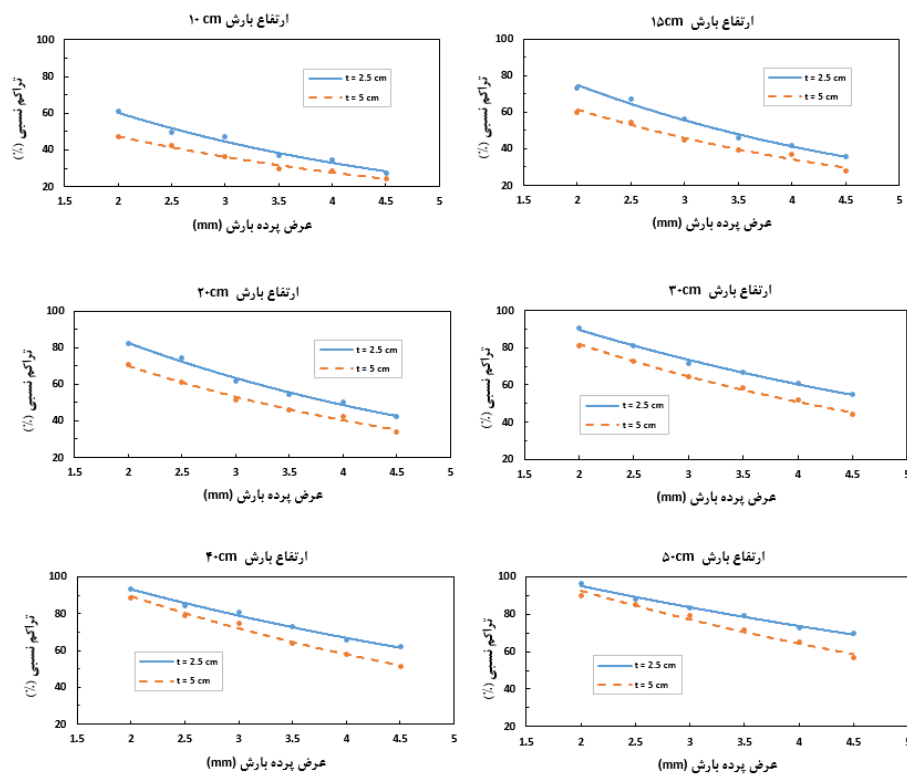 ارتفاع بارش ۱۰ cm
100
80
60
40
20
تراکم نسبی (٪)
t = 2.5 cm
t = 5 cm
1.5 2 2.5 3 3.5 4 4.5 5
عرض پرده بارش (mm)
ارتفاع بارش ۱۵cm
100
80
60
40
20
تراکم نسبی (٪)
t = 2.5 cm
t = 5 cm
1.5 2 2.5 3 3.5 4 4.5 5
عرض پرده بارش (mm)
ارتفاع بارش ۲۰cm
100
80
60
40
20
تراکم نسبی (٪)
t = 2.5 cm
t = 5 cm
1.5 2 2.5 3 3.5 4 4.5 5
عرض پرده بارش (mm)
ارتفاع بارش ۳۰cm
100
80
60
40
20
تراکم نسبی (٪)
t = 2.5 cm
t = 5 cm
1.5 2 2.5 3 3.5 4 4.5 5
عرض پرده بارش (mm)
ارتفاع بارش ۴۰cm
100
80
60
40
20
تراکم نسبی (٪)
t = 2.5 cm
t = 5 cm
1.5 2 2.5 3 3.5 4 4.5 5
عرض پرده بارش (mm)
ارتفاع بارش ۵۰cm
100
80
60
40
20
تراکم نسبی (٪)
t = 2.5 cm
t = 5 cm
1.5 2 2.5 3 3.5 4 4.5 5
عرض پرده بارش (mm)